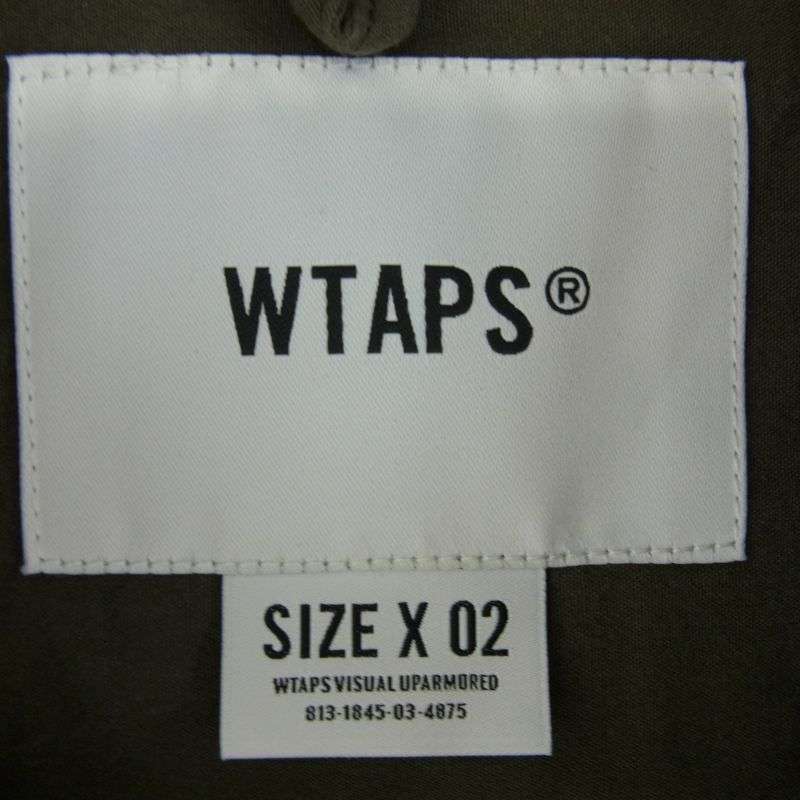 WTAPS®
SIZE X 02
WTAPS VISUAL UPARMORED
813-1845-03-4875